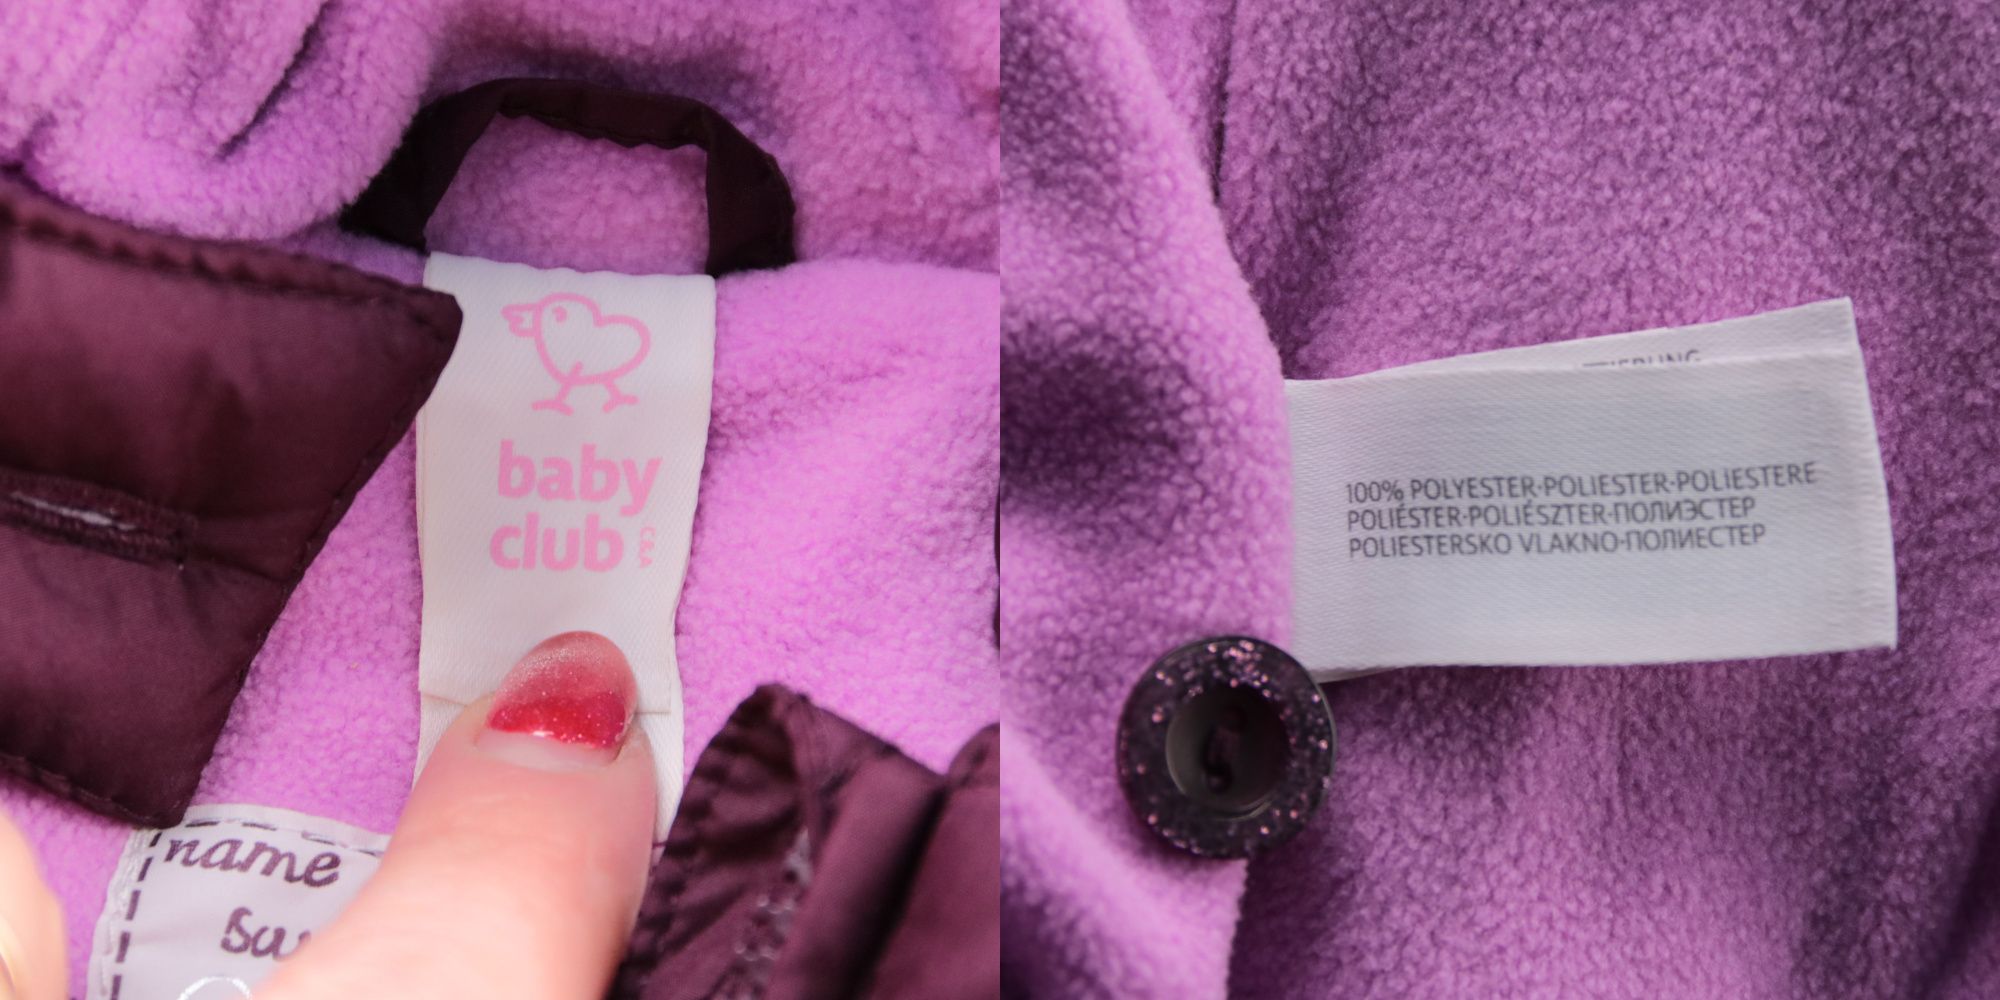 baby
club
C&A
name
100% POLYESTER·POLIESTER·POLIESTERE
POLIÉSTER·POLIÉSZTER·ПОЛИЭСТЕР
POLIESTERSKO VLAKNO·ПОЛИЕСТЕР